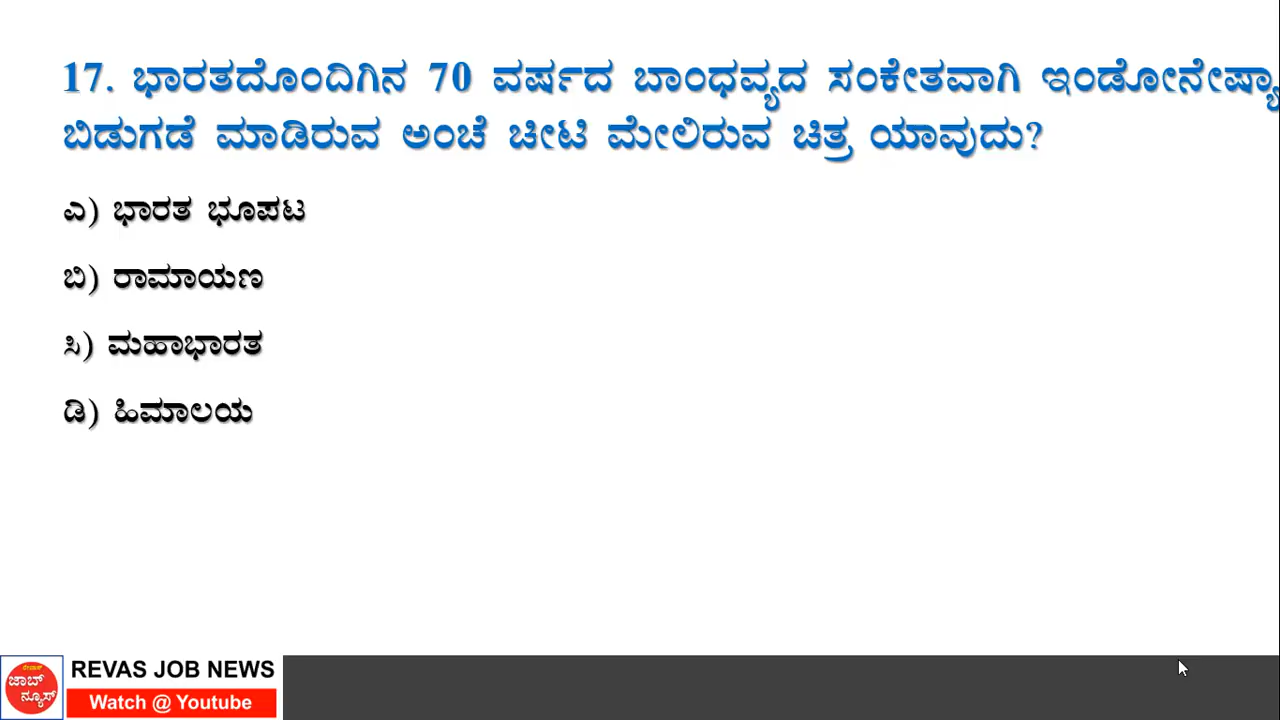 17. ಭಾರತದೊಂದಿಗಿನ 70 ವರ್ಷದ ಬಾಂಧವ್ಯದ ಸಂಕೇತವಾಗಿ ಇಂಡೋನೇಷ್ಯಾ
ಬಿಡುಗಡೆ ಮಾಡಿರುವ ಅಂಚೆ ಚೀಟಿ ಮೇಲಿರುವ ಚಿತ್ರ ಯಾವುದು?
ಎ) ಭಾರತ ಭೂಪಟ
ಬಿ) ರಾಮಾಯಣ
ಸಿ) ಮಹಾಭಾರತ
ಡಿ) ಹಿಮಾಲಯ
ರೇವಾಸ್
ಜಾಬ್
ನ್ಯೂಸ್
REVAS JOB NEWS
Watch @ Youtube